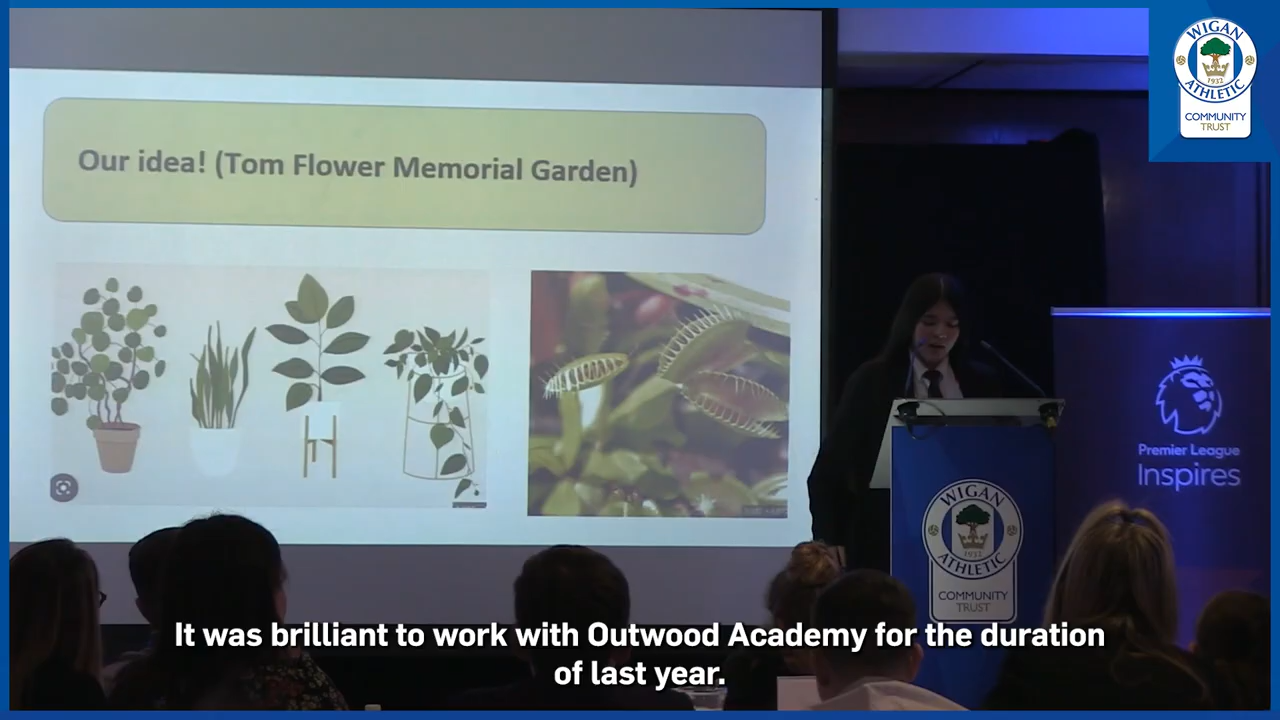 WIGAN
1932
ATHLETIC
COMMUNITY
TRUST
Our idea! (Tom Flower Memorial Garden)
Premier League
Inspires
WIGAN
1932
ATHLETIC
COMMUNITY
TRUST
It was brilliant to work with Outwood Academy for the duration
of last year.